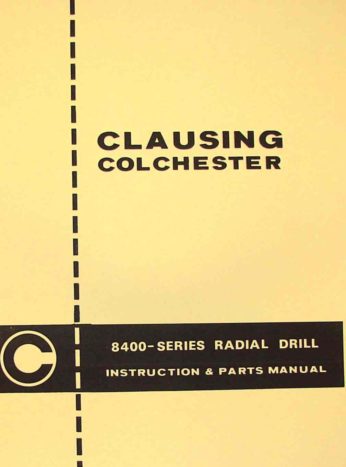 CLAUSING
COLCHESTER
C
8400-SERIES RADIAL DRILL
INSTRUCTION & PARTS MANUAL